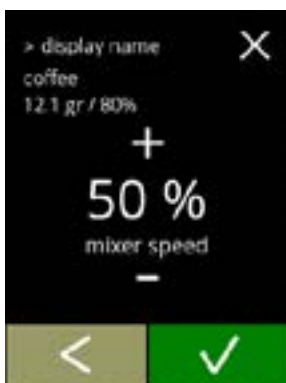 > display name
coffee
12.1 gr / 80%
+
50 %
mixer speed
-